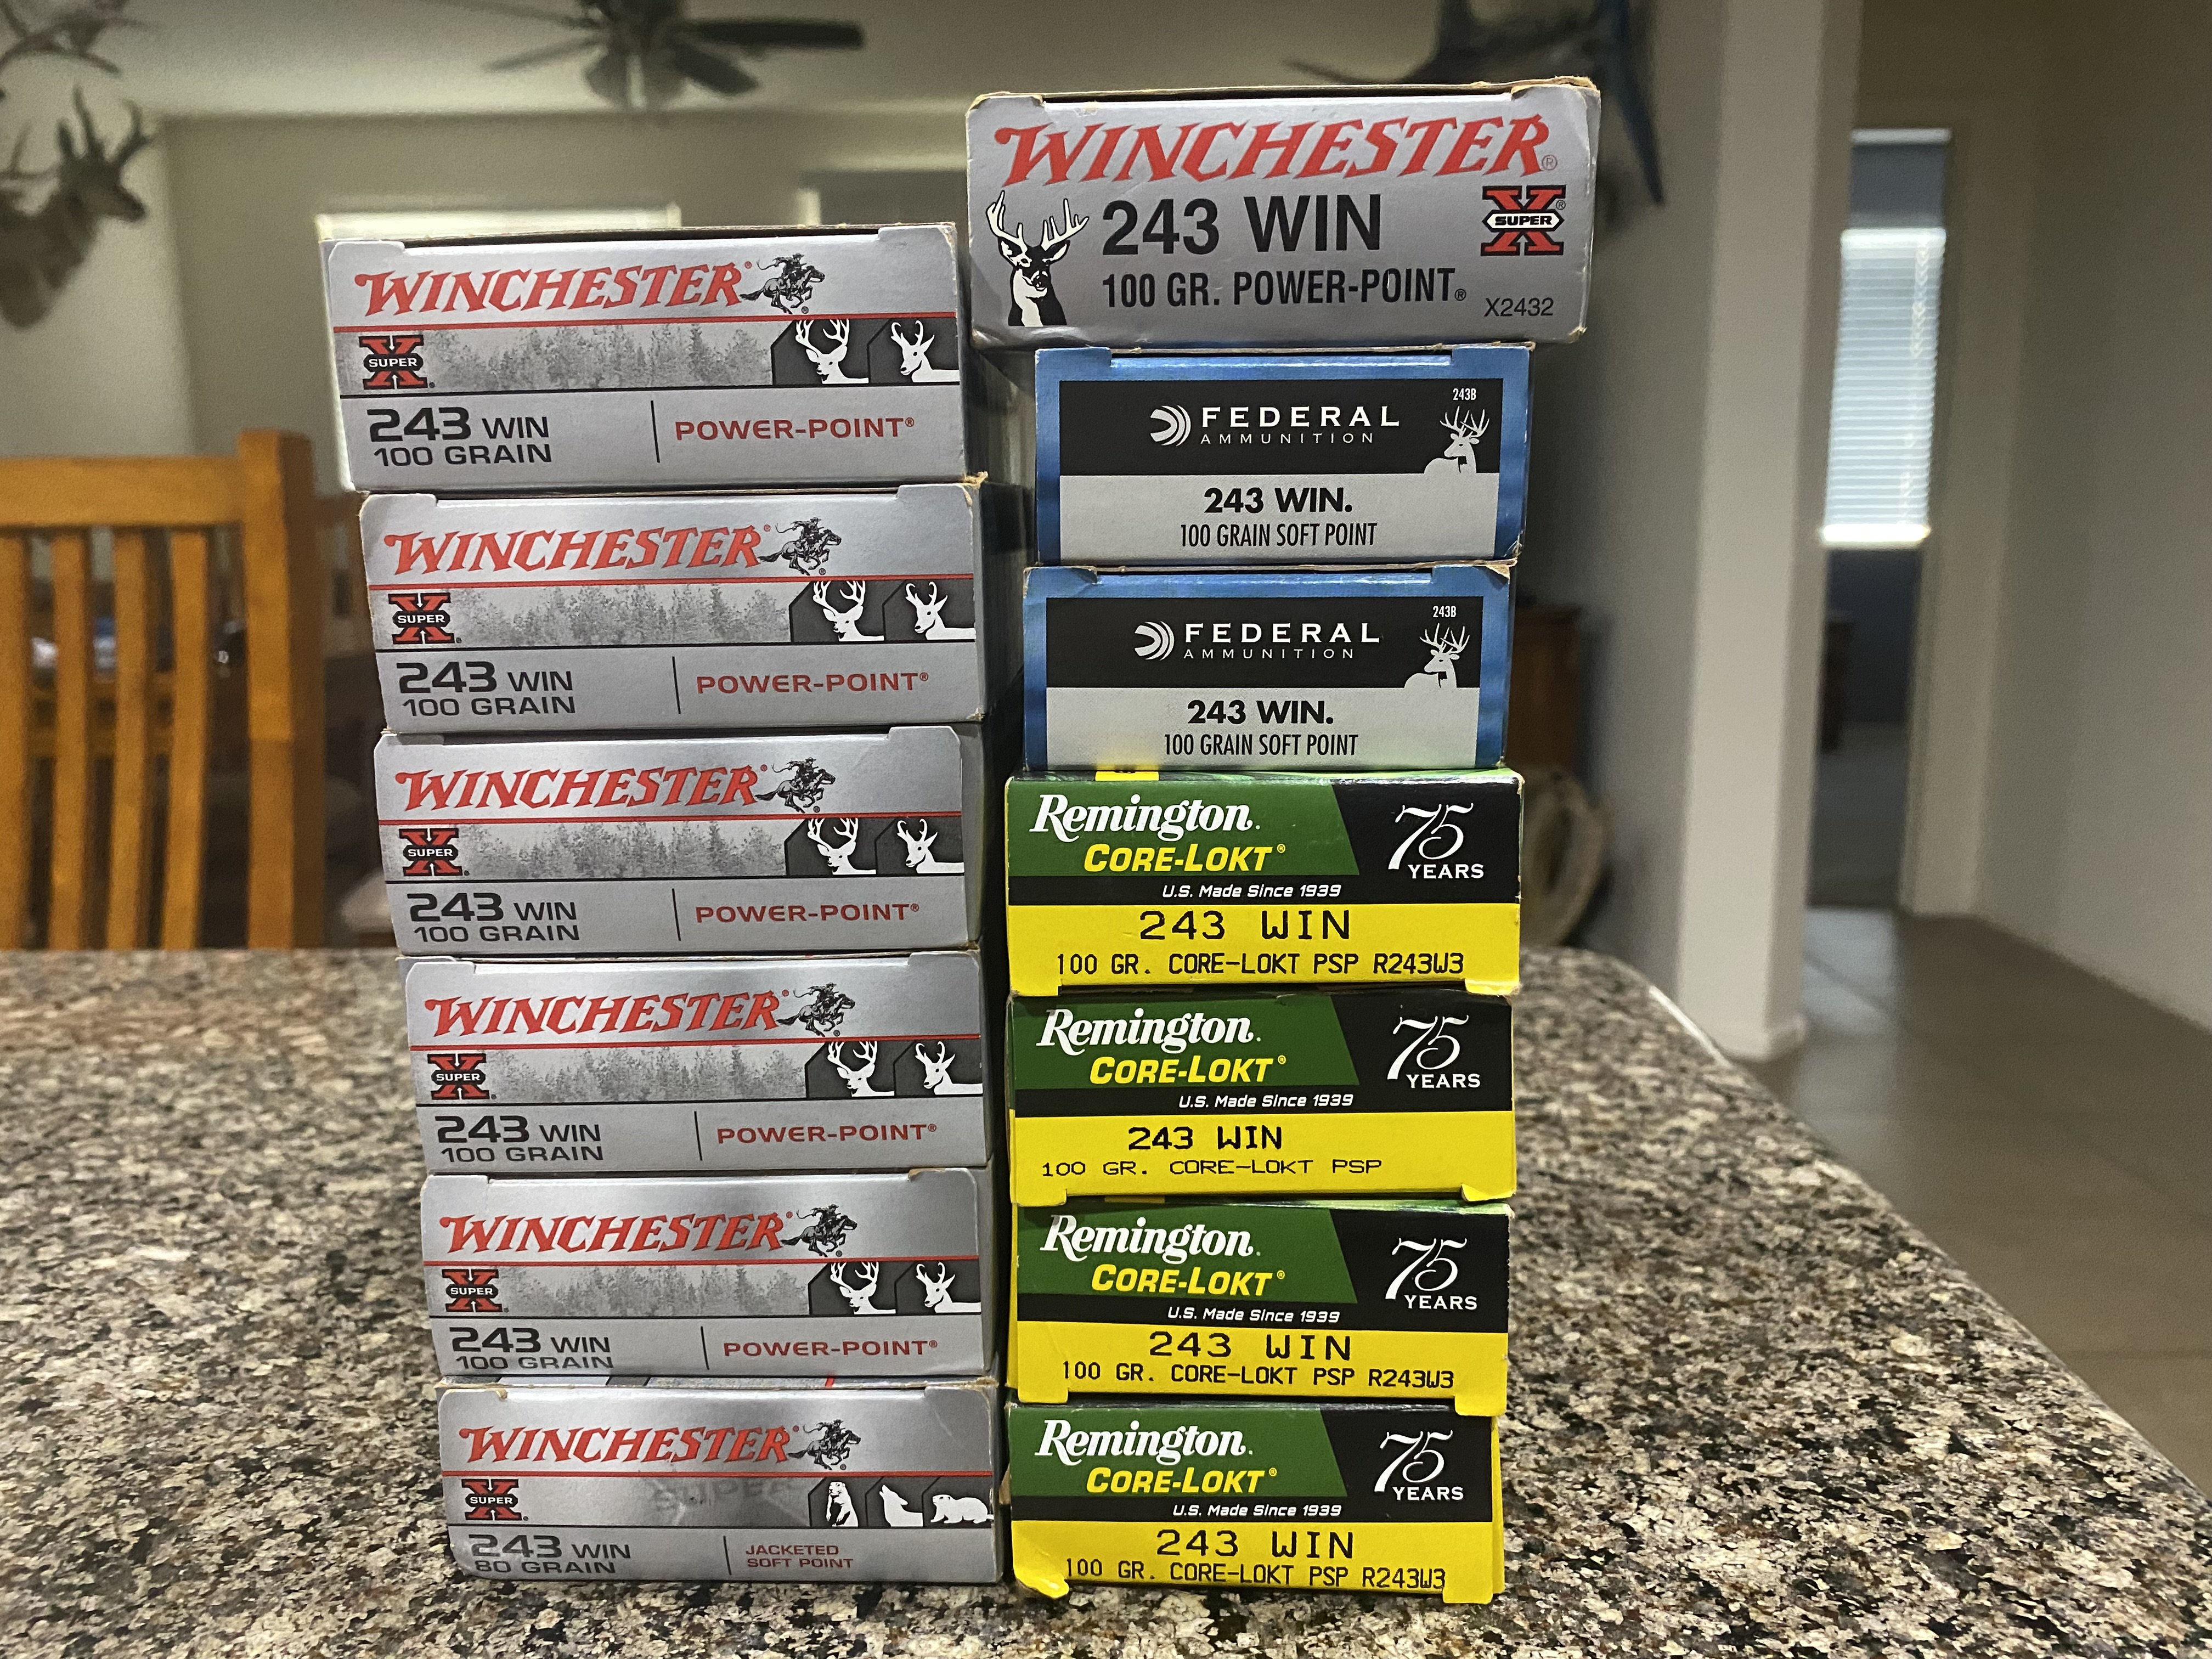 WINCHESTER®
SUPER X®
243 WIN
100 GRAIN
POWER-POINT®
WINCHESTER®
SUPER X®
243 WIN
100 GRAIN
POWER-POINT®
WINCHESTER®
SUPER X®
243 WIN
100 GRAIN
POWER-POINT®
WINCHESTER®
SUPER X®
243 WIN
100 GRAIN
POWER-POINT®
WINCHESTER®
SUPER X®
243 WIN
100 GRAIN
POWER-POINT®
WINCHESTER®
SUPER X®
243 WIN
80 GRAIN
JACKETED
SOFT POINT
WINCHESTER®
243 WIN
SUPER X®
100 GR. POWER-POINT®
X2432
243B
FEDERAL
AMMUNITION
243 WIN.
100 GRAIN SOFT POINT
243B
FEDERAL
AMMUNITION
243 WIN.
100 GRAIN SOFT POINT
Remington.
CORE-LOKT®
75
YEARS
U.S. Made Since 1939
243 WIN
100 GR. CORE-LOKT PSP R243W3
Remington.
CORE-LOKT®
75
YEARS
U.S. Made Since 1939
243 WIN
100 GR. CORE-LOKT PSP
Remington.
CORE-LOKT®
75
YEARS
U.S. Made Since 1939
243 WIN
100 GR. CORE-LOKT PSP R243W3
Remington.
CORE-LOKT®
75
YEARS
U.S. Made Since 1939
243 WIN
100 GR. CORE-LOKT PSP R243W3